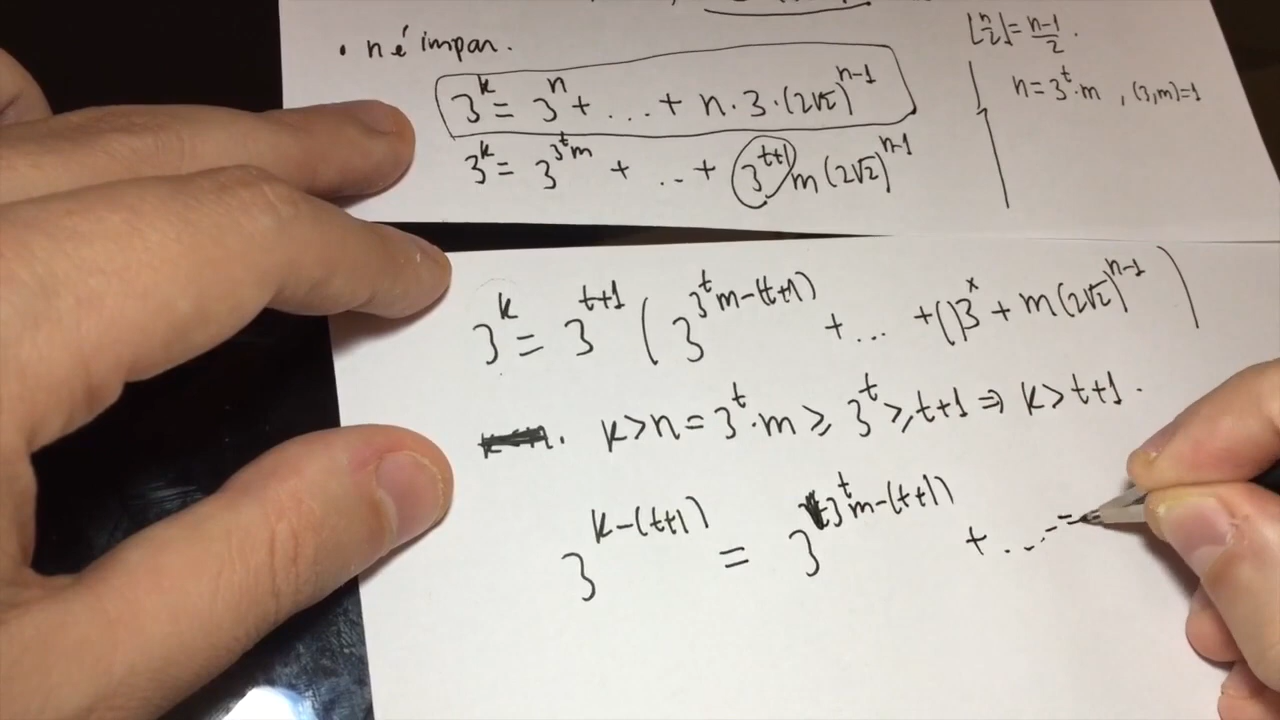 ⌊n/2⌋ = (n-1)/2 .
• n é ímpar.
3^k = 3^n + ... + n · 3 · (2√2)^(n-1)
n = 3^t · m , (3,m)=1
3^k = 3^(3^t m) + ... + 3^(t+1) m (2√2)^(n-1)
3^k = 3^(t+1) ( 3^(3^t m-(t+1)) + ... + ( )3^x + m (2√2)^(n-1) )
. k > n = 3^t · m ≥ 3^t ≥ t+1 ⇒ k > t+1 .
3^(k-(t+1)) = 3^(3^t m-(t+1)) + ...